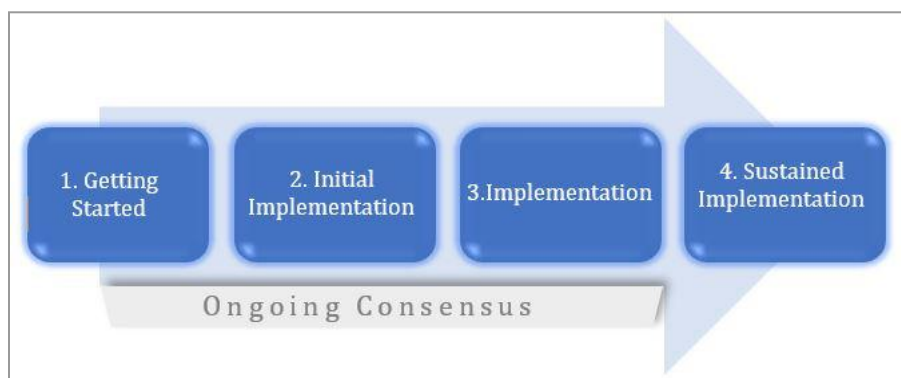 1. Getting
Started
2. Initial
Implementation
3.Implementation
4. Sustained
Implementation
Ongoing Consensus